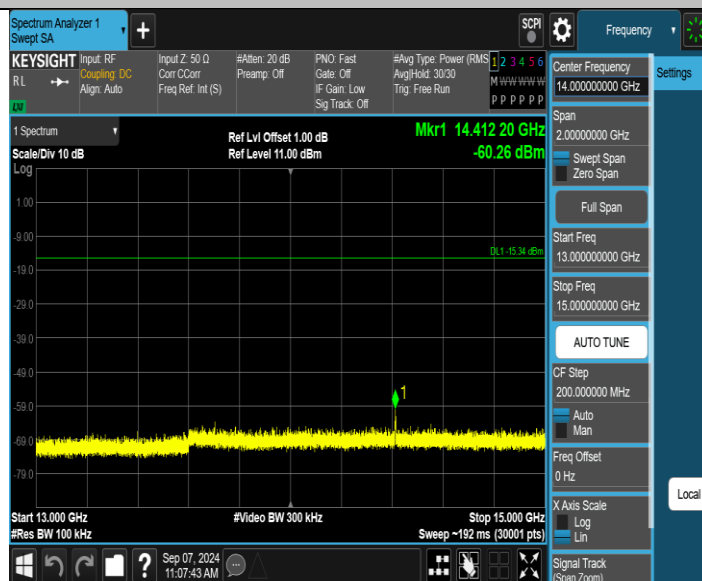 Spectrum Analyzer 1
Swept SA
+
SCPI
Frequency
KEYSIGHT
RL
Input: RF
Coupling: DC
Align: Auto
Input Z: 50 Ω
Corr CCorr
Freq Ref: Int (S)
#Atten: 20 dB
Preamp: Off
PNO: Fast
Gate: Off
IF Gain: Low
Sig Track: Off
#Avg Type: Power (RMS
Avg|Hold: 30/30
Trig: Free Run
1 2 3 4 5 6
M W W W W W
P P P P P P
1 Spectrum
Scale/Div 10 dB
Log
Ref Lvl Offset 1.00 dB
Ref Level 11.00 dBm
Mkr1 14.412 20 GHz
-60.26 dBm
1.00
-9.00
-19.0
-29.0
-39.0
-49.0
-59.0
-69.0
-79.0
DL1 -15.34 dBm
1
Start 13.000 GHz
#Res BW 100 kHz
#Video BW 300 kHz
Stop 15.000 GHz
Sweep ~192 ms (30001 pts)
Sep 07, 2024
11:07:43 AM
?
Center Frequency
14.00000000 GHz
Settings
Span
2.00000000 GHz
Swept Span
Zero Span
Full Span
Start Freq
13.000000000 GHz
Stop Freq
15.000000000 GHz
AUTO TUNE
CF Step
200.000000 MHz
Auto
Man
Freq Offset
0 Hz
X Axis Scale
Log
Lin
Local
Signal Track
(Span Zoom)